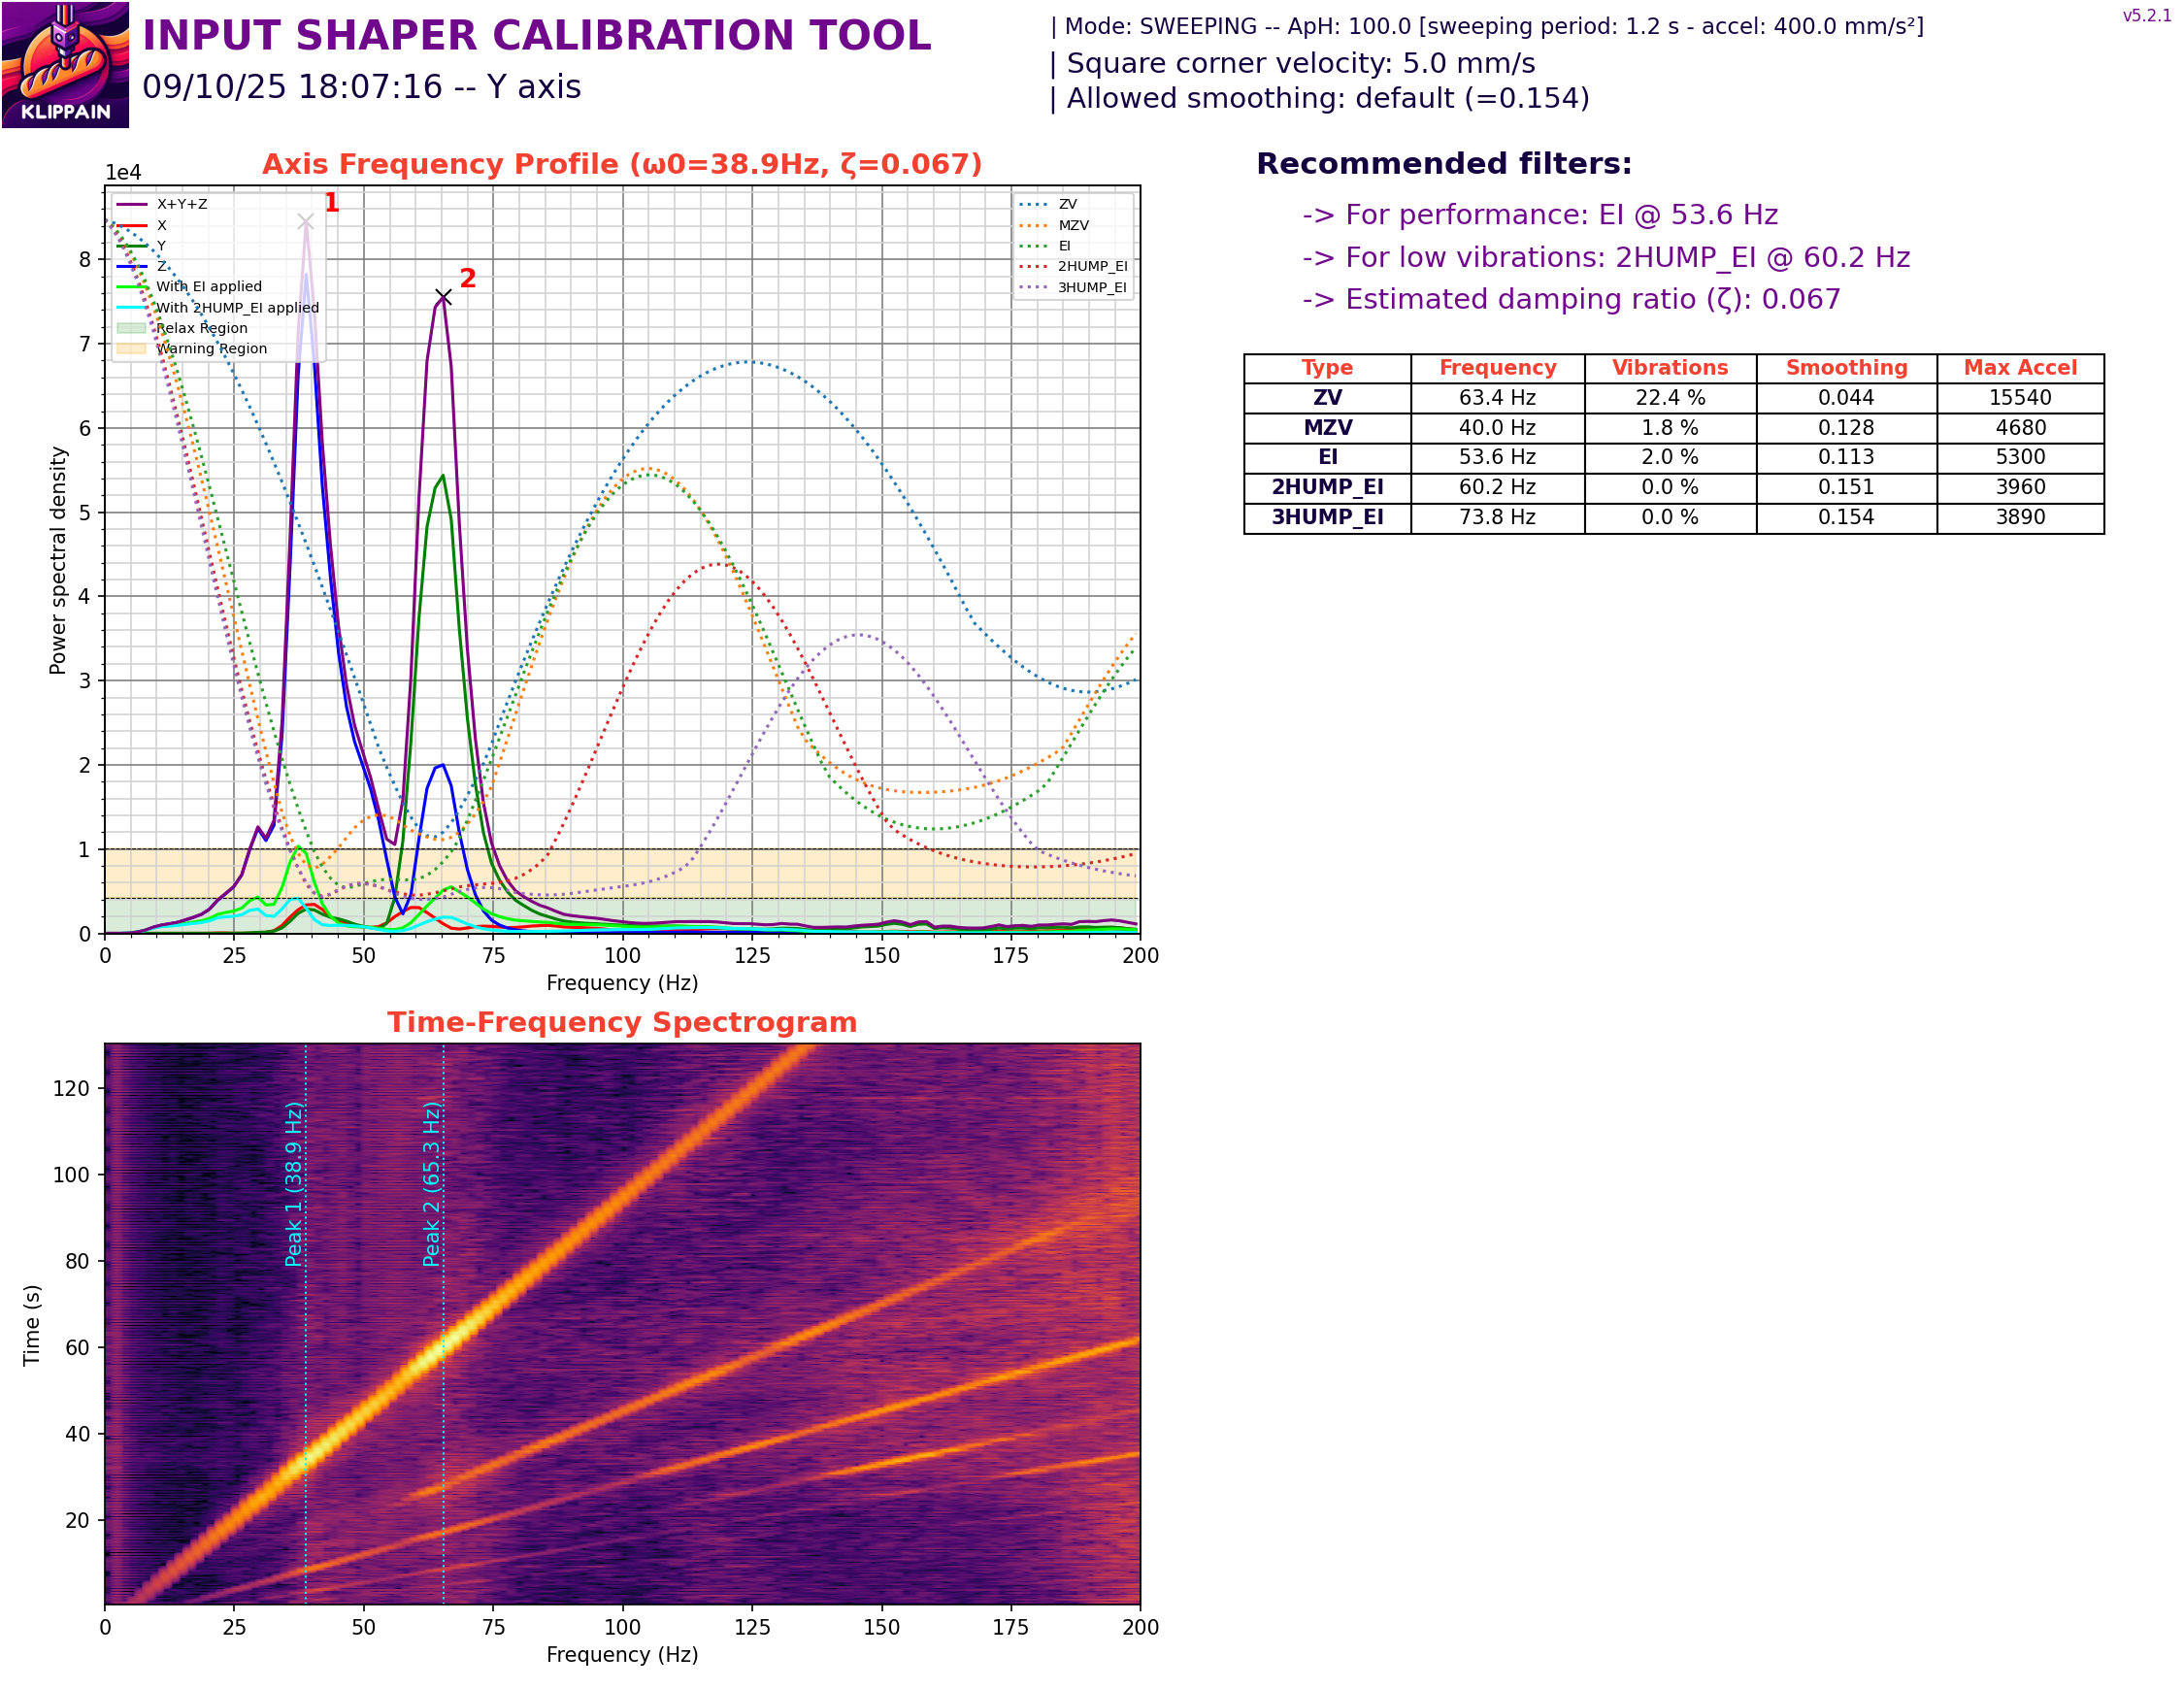 KLIPPAIN
INPUT SHAPER CALIBRATION TOOL
09/10/25 18:07:16 -- Y axis
| Mode: SWEEPING -- ApH: 100.0 [sweeping period: 1.2 s - accel: 400.0 mm/s²]
| Square corner velocity: 5.0 mm/s
| Allowed smoothing: default (=0.154)
v5.2.1
Axis Frequency Profile (ω0=38.9Hz, ζ=0.067)
1e4
X+Y+Z
X
Y
Z
With EI applied
With 2HUMP_EI applied
Relax Region
Warning Region
1
2
ZV
MZV
EI
2HUMP_EI
3HUMP_EI
Power spectral density
8
7
6
5
4
3
2
1
0
0 25 50 75 100 125 150 175 200
Frequency (Hz)
Recommended filters:
-> For performance: EI @ 53.6 Hz
-> For low vibrations: 2HUMP_EI @ 60.2 Hz
-> Estimated damping ratio (ζ): 0.067
Type Frequency Vibrations Smoothing Max Accel
ZV 63.4 Hz 22.4 % 0.044 15540
MZV 40.0 Hz 1.8 % 0.128 4680
EI 53.6 Hz 2.0 % 0.113 5300
2HUMP_EI 60.2 Hz 0.0 % 0.151 3960
3HUMP_EI 73.8 Hz 0.0 % 0.154 3890
Time-Frequency Spectrogram
Time (s)
120
100
80
60
40
20
Peak 1 (38.9 Hz)
Peak 2 (65.3 Hz)
0 25 50 75 100 125 150 175 200
Frequency (Hz)